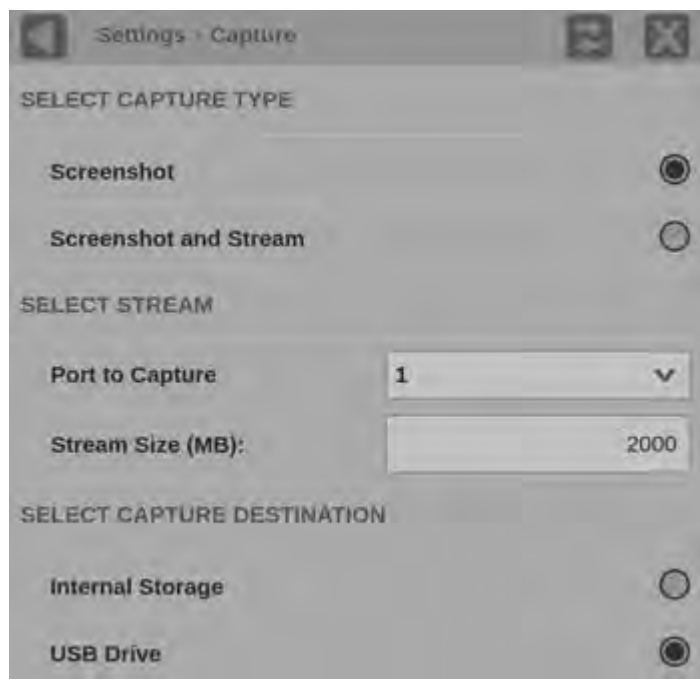 Settings - Capture
SELECT CAPTURE TYPE
Screenshot
Screenshot and Stream
SELECT STREAM
Port to Capture 1
Stream Size (MB): 2000
SELECT CAPTURE DESTINATION
Internal Storage
USB Drive